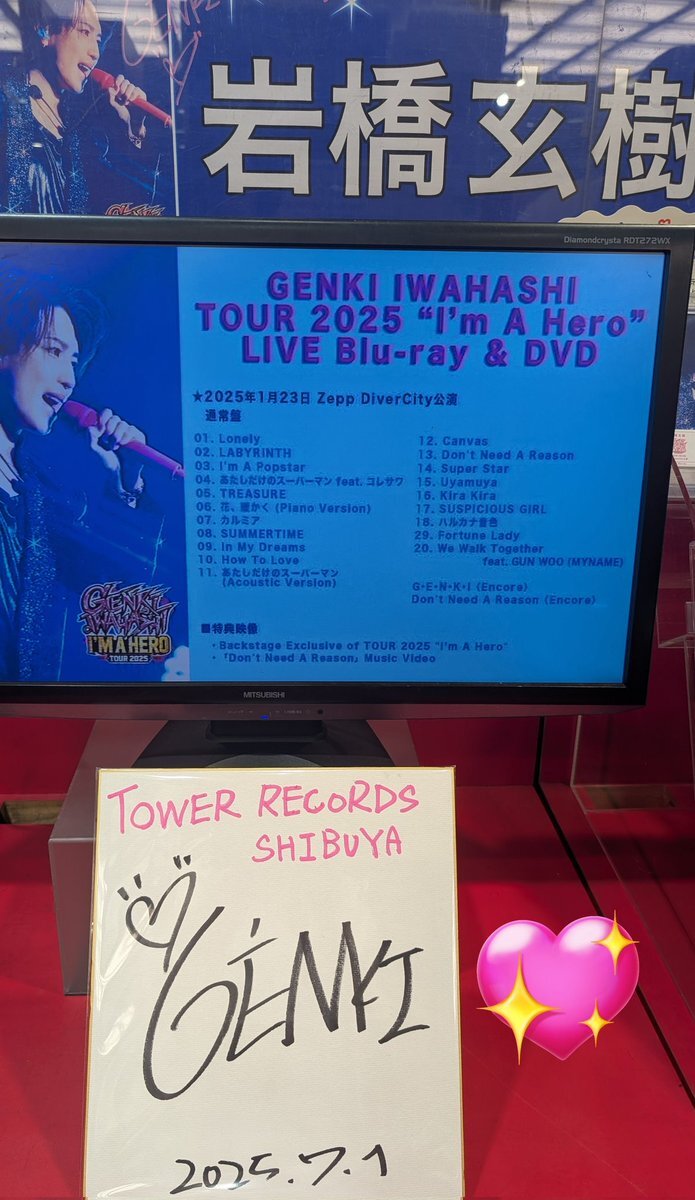 GENKI
岩橋玄樹
Diamondcrysta RDT272WX
GENKI IWAHASHI
TOUR 2025 “I'm A Hero”
LIVE Blu-ray & DVD
★2025年1月23日 Zepp DiverCity公演
通常盤
01. Lonely
02. LABYRINTH
03. I'm A Popstar
04. あたしだけのスーパーマン feat. コレサワ
05. TREASURE
06. 花、咲かく (Piano Version)
07. カルミア
08. SUMMERTIME
09. In My Dreams
10. How To Love
11. あたしだけのスーパーマン
(Acoustic Version)
12. Canvas
13. Don't Need A Reason
14. Super Star
15. Uyamuya
16. Kira Kira
17. SUSPICIOUS GIRL
18. ハルカナ音色
29. Fortune Lady
20. We Walk Together
feat. GUN WOO (MYNAME)
G・E・N・K・I (Encore)
Don't Need A Reason (Encore)
■特典映像
・Backstage Exclusive of TOUR 2025 "I'm A Hero"
・「Don't Need A Reason」 Music Video
GENKI
IWAHASHI
I'M A HERO
TOUR 2025
MITSUBISHI
TOWER RECORDS
SHIBUYA
GENKI
2025.7.1